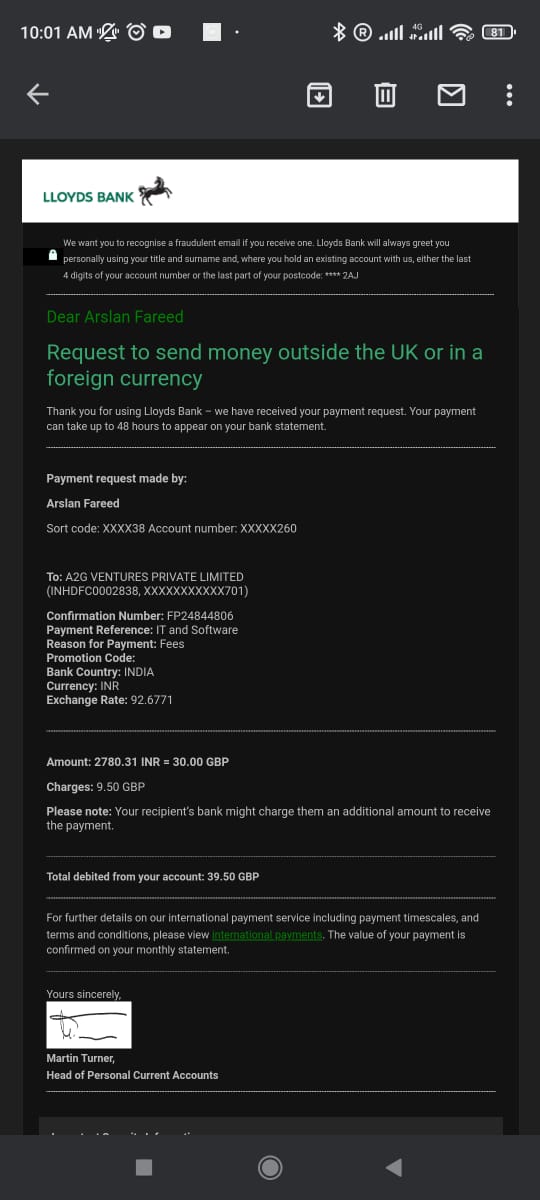 10:01 AM
4G
81
LLOYDS BANK
We want you to recognise a fraudulent email if you receive one. Lloyds Bank will always greet you
personally using your title and surname and, where you hold an existing account with us, either the last
4 digits of your account number or the last part of your postcode: **** 2AJ
Dear Arslan Fareed
Request to send money outside the UK or in a
foreign currency
Thank you for using Lloyds Bank – we have received your payment request. Your payment
can take up to 48 hours to appear on your bank statement.
Payment request made by:
Arslan Fareed
Sort code: XXXX38 Account number: XXXXX260
To: A2G VENTURES PRIVATE LIMITED
(INHDFC0002838, XXXXXXXXXXX701)
Confirmation Number: FP24844806
Payment Reference: IT and Software
Reason for Payment: Fees
Promotion Code:
Bank Country: INDIA
Currency: INR
Exchange Rate: 92.6771
Amount: 2780.31 INR = 30.00 GBP
Charges: 9.50 GBP
Please note: Your recipient's bank might charge them an additional amount to receive
the payment.
Total debited from your account: 39.50 GBP
For further details on our international payment service including payment timescales, and
terms and conditions, please view international payments. The value of your payment is
confirmed on your monthly statement.
Yours sincerely,
Martin Turner,
Head of Personal Current Accounts